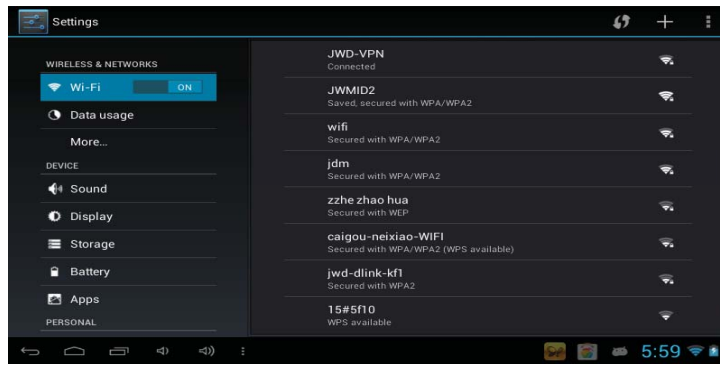 Settings
WIRELESS & NETWORKS
Wi-Fi ON
Data usage
More...
DEVICE
Sound
Display
Storage
Battery
Apps
PERSONAL
JWD-VPN
Connected
JWMID2
Saved, secured with WPA/WPA2
wifi
Secured with WPA/WPA2
jdm
Secured with WPA/WPA2
zzhe zhao hua
Secured with WEP
caigou-neixiao-WIFI
Secured with WPA/WPA2 (WPS available)
jwd-dlink-kf1
Secured with WPA2
15#5f10
WPS available
5:59